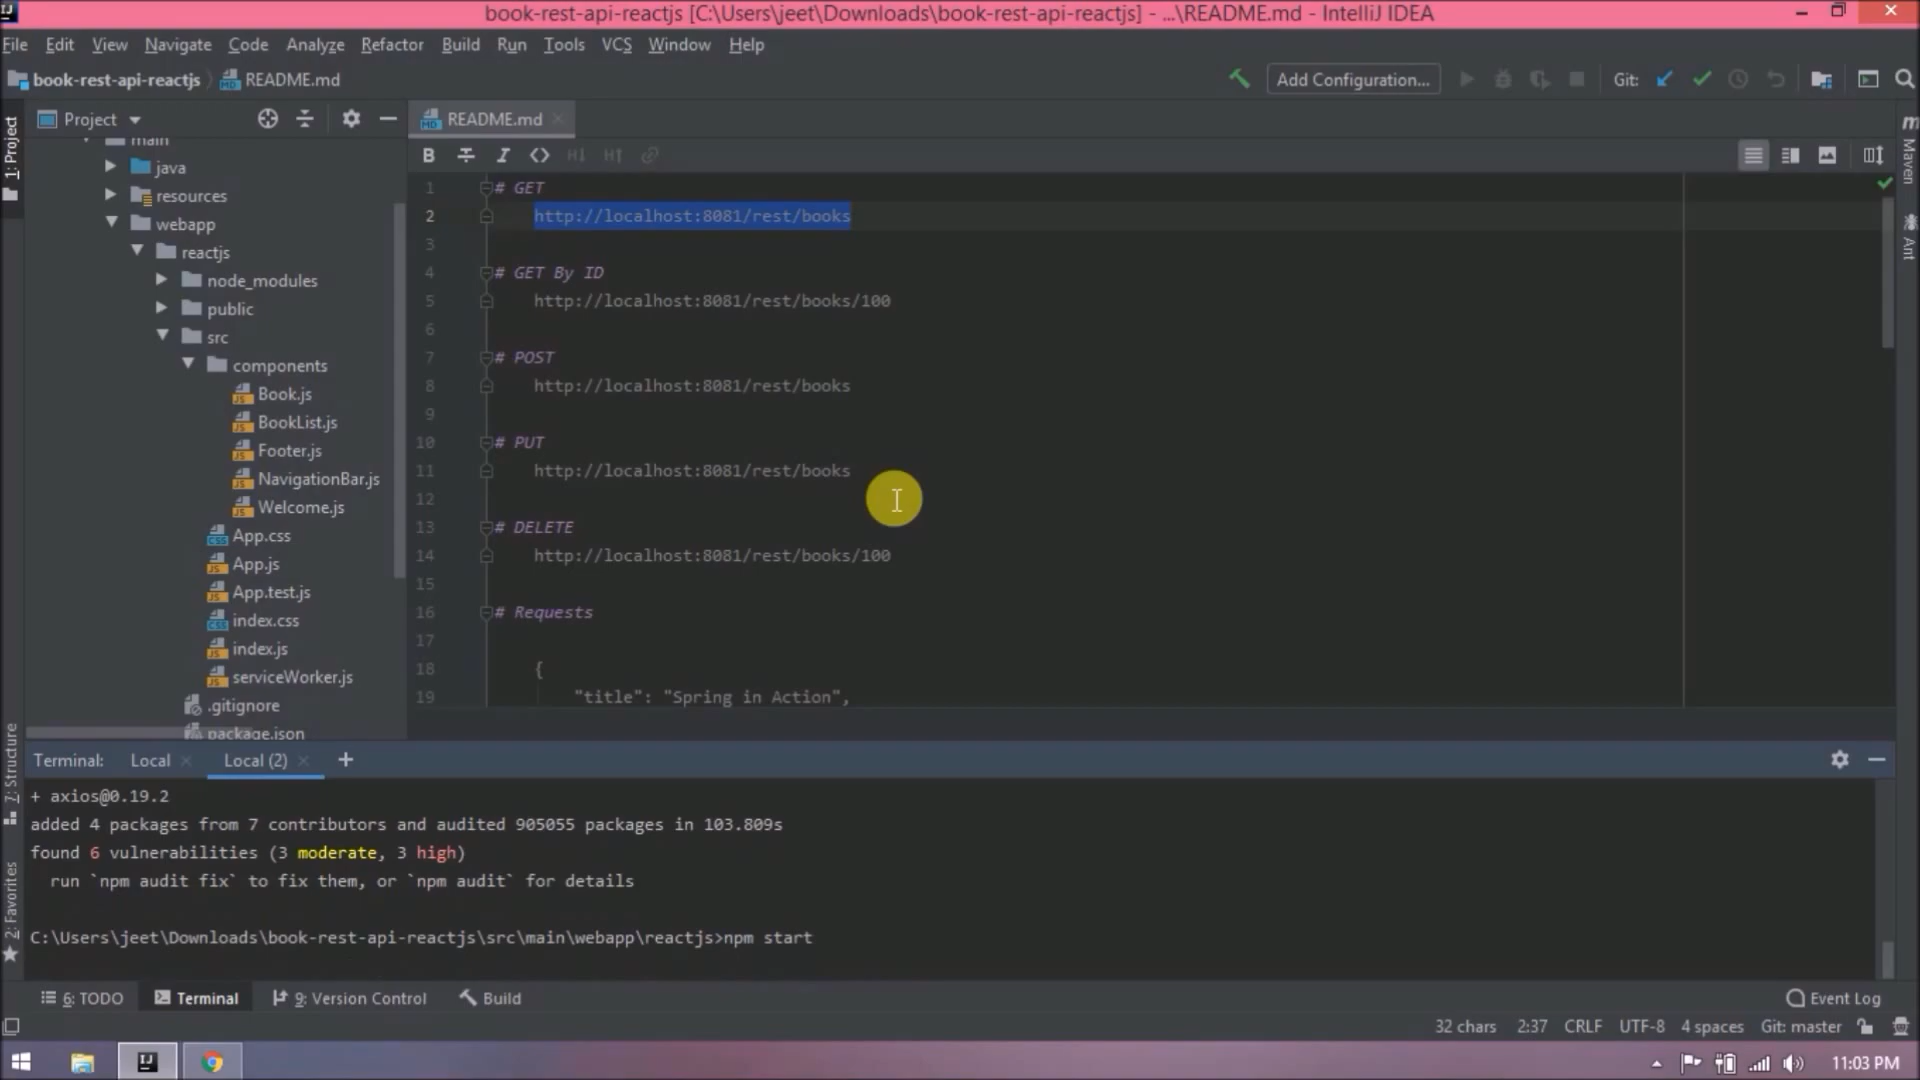 book-rest-api-reactjs [C:\Users\jeet\Downloads\book-rest-api-reactjs] - ...\README.md - IntelliJ IDEA
File Edit View Navigate Code Analyze Refactor Build Run Tools VCS Window Help
book-rest-api-reactjs README.md Add Configuration... Git:
1: Project
Project
README.md
main
java
resources
webapp
reactjs
node_modules
public
src
components
Book.js
BookList.js
Footer.js
NavigationBar.js
Welcome.js
App.css
App.js
App.test.js
index.css
index.js
serviceWorker.js
.gitignore
package.json
1 # GET
2 http://localhost:8081/rest/books
3
4 # GET By ID
5 http://localhost:8081/rest/books/100
6
7 # POST
8 http://localhost:8081/rest/books
9
10 # PUT
11 http://localhost:8081/rest/books
12
13 # DELETE
14 http://localhost:8081/rest/books/100
15
16 # Requests
17
18 {
19 "title": "Spring in Action",
Maven
Ant
7: Structure
2: Favorites
Terminal: Local Local (2) +
+ axios@0.19.2
added 4 packages from 7 contributors and audited 905055 packages in 103.809s
found 6 vulnerabilities (3 moderate, 3 high)
run `npm audit fix` to fix them, or `npm audit` for details
C:\Users\jeet\Downloads\book-rest-api-reactjs\src\main\webapp\reactjs>npm start
6: TODO Terminal 9: Version Control Build Event Log
32 chars 2:37 CRLF UTF-8 4 spaces Git: master
11:03 PM